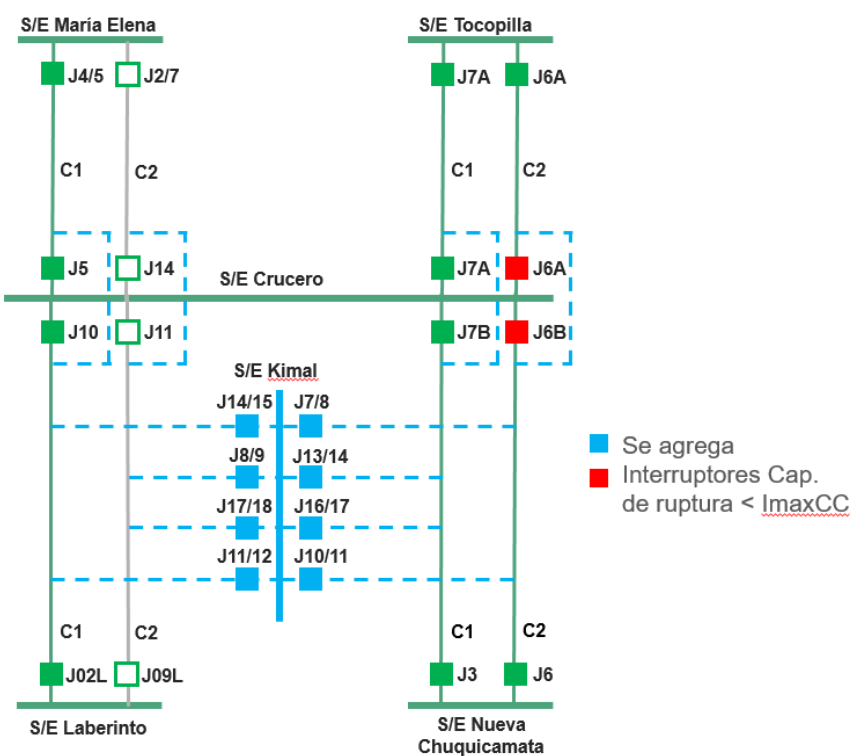 S/E María Elena
S/E Tocopilla
J4/5
J2/7
J7A
J6A
C1
C2
C1
C2
J5
J14
S/E Crucero
J7A
J6A
J10
J11
J7B
J6B
S/E Kimal
J14/15
J7/8
J8/9
J13/14
J17/18
J16/17
J11/12
J10/11
Se agrega
Interruptores Cap.
de ruptura < ImaxCC
C1
C2
C1
C2
J02L
J09L
J3
J6
S/E Laberinto
S/E Nueva
Chuquicamata